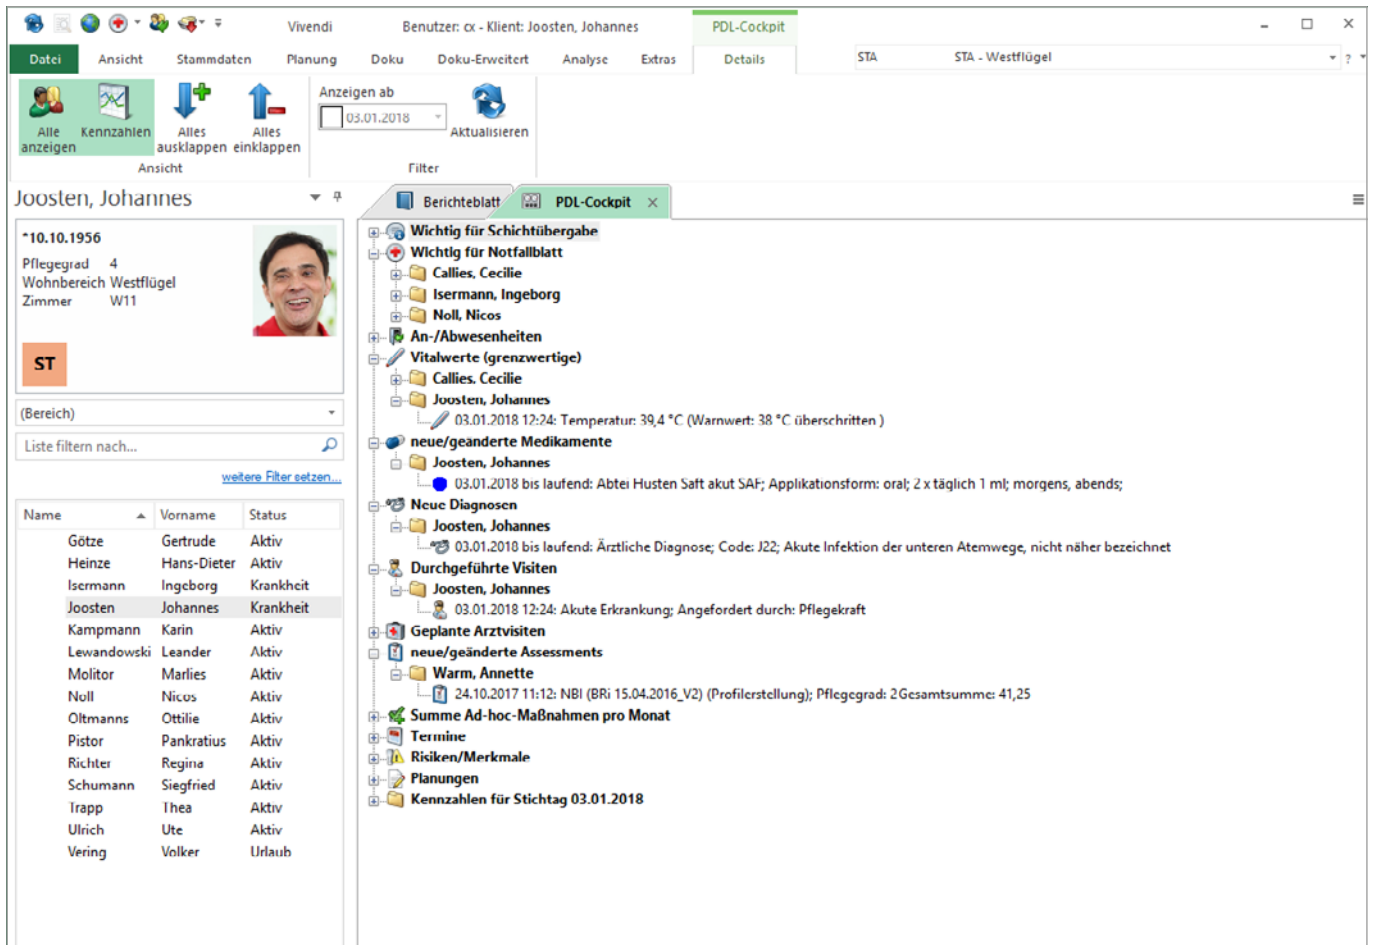 Vivendi
Benutzer: cx - Klient: Joosten, Johannes
PDL-Cockpit
Datei Ansicht Stammdaten Planung Doku Doku-Erweitert Analyse Extras Details
STA STA - Westflügel
?
Alle anzeigen
Kennzahlen
Alles ausklappen
Alles einklappen
Ansicht
Anzeigen ab
03.01.2018
Aktualisieren
Filter
Joosten, Johannes
*10.10.1956
Pflegegrad 4
Wohnbereich Westflügel
Zimmer W11
ST
(Bereich)
Liste filtern nach...
weitere Filter setzen...
Name Vorname Status
Götze Gertrude Aktiv
Heinze Hans-Dieter Aktiv
Isermann Ingeborg Krankheit
Joosten Johannes Krankheit
Kampmann Karin Aktiv
Lewandowski Leander Aktiv
Molitor Marlies Aktiv
Noll Nicos Aktiv
Oltmanns Ottilie Aktiv
Pistor Pankratius Aktiv
Richter Regina Aktiv
Schumann Siegfried Aktiv
Trapp Thea Aktiv
Ulrich Ute Aktiv
Vering Volker Urlaub
Berichteblatt
PDL-Cockpit
Wichtig für Schichtübergabe
Wichtig für Notfallblatt
Callies, Cecilie
Isermann, Ingeborg
Noll, Nicos
An-/Abwesenheiten
Vitalwerte (grenzwertige)
Callies, Cecilie
Joosten, Johannes
03.01.2018 12:24: Temperatur: 39,4 °C (Warnwert: 38 °C überschritten )
neue/geänderte Medikamente
Joosten, Johannes
03.01.2018 bis laufend: Abtei Husten Saft akut SAF; Applikationsform: oral; 2 x täglich 1 ml; morgens, abends;
Neue Diagnosen
Joosten, Johannes
03.01.2018 bis laufend: Ärztliche Diagnose; Code: J22; Akute Infektion der unteren Atemwege, nicht näher bezeichnet
Durchgeführte Visiten
Joosten, Johannes
03.01.2018 12:24: Akute Erkrankung; Angefordert durch: Pflegekraft
Geplante Arztvisiten
neue/geänderte Assessments
Warm, Annette
24.10.2017 11:12: NBI (BRi 15.04.2016_V2) (Profilerstellung); Pflegegrad: 2Gesamtsumme: 41,25
Summe Ad-hoc-Maßnahmen pro Monat
Termine
Risiken/Merkmale
Planungen
Kennzahlen für Stichtag 03.01.2018